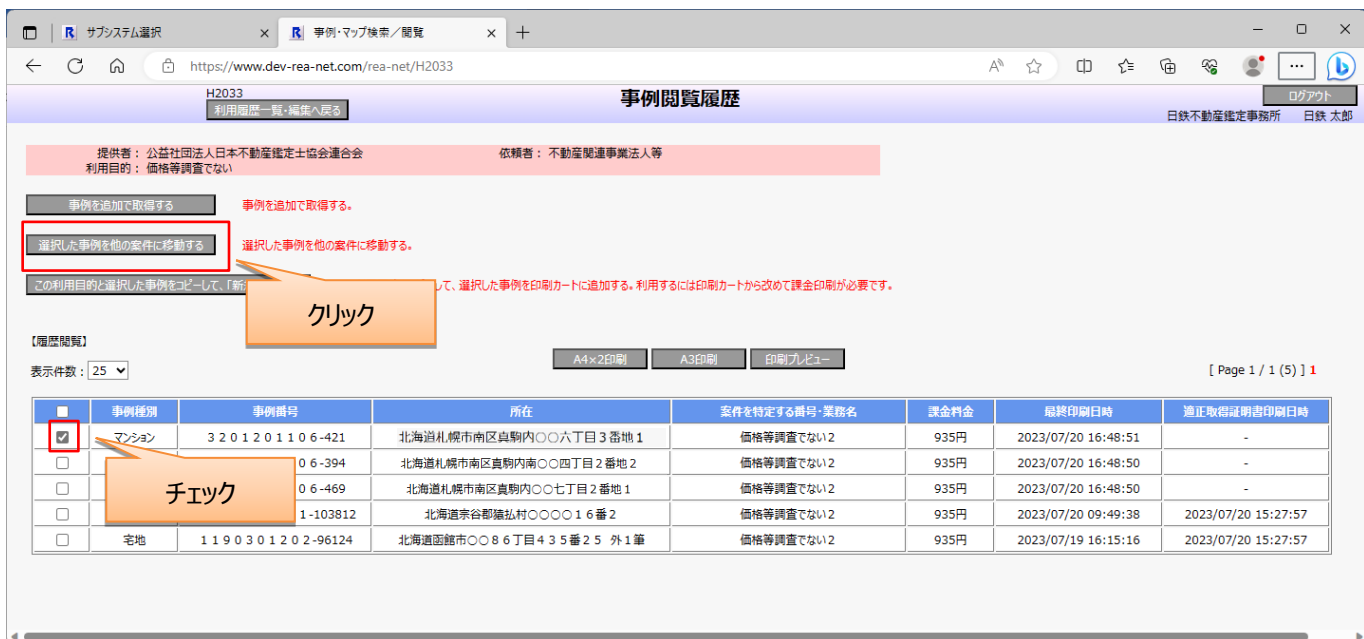 サブシステム選択
事例・マップ検索／閲覧
https://www.dev-rea-net.com/rea-net/H2033
H2033
利用履歴一覧・編集へ戻る
事例閲覧履歴
ログアウト
日鉄不動産鑑定事務所 日鉄 太郎
提供者： 公益社団法人日本不動産鑑定士協会連合会 依頼者： 不動産関連事業法人等
利用目的： 価格等調査でない
事例を追加で取得する 事例を追加で取得する。
選択した事例を他の案件に移動する 選択した事例を他の案件に移動する。
この利用目的と選択した事例をコピーして、「新 して、選択した事例を印刷カートに追加する。利用するには印刷カートから改めて課金印刷が必要です。
クリック
【履歴閲覧】
A4×2印刷 A3印刷 印刷プレビュー
表示件数： 25
[ Page 1 / 1 (5) ] 1
事例種別 事例番号 所在 案件を特定する番号・業務名 課金料金 最終印刷日時 適正取得証明書印刷日時
マンション ３２０１２０１１０６-421 北海道札幌市南区真駒内〇〇六丁目３番地１ 価格等調査でない２ 935円 2023/07/20 16:48:51 -
０６-394 北海道札幌市南区真駒内南〇〇四丁目２番地２ 価格等調査でない２ 935円 2023/07/20 16:48:50 -
チェック
０６-469 北海道札幌市南区真駒内〇〇七丁目２番地１ 価格等調査でない２ 935円 2023/07/20 16:48:50 -
１-103812 北海道宗谷郡猿払村〇〇〇〇１６番２ 価格等調査でない２ 935円 2023/07/20 09:49:38 2023/07/20 15:27:57
宅地 １１９０３０１２０２-96124 北海道函館市〇〇８６丁目４３５番２５ 外１筆 価格等調査でない２ 935円 2023/07/19 16:15:16 2023/07/20 15:27:57